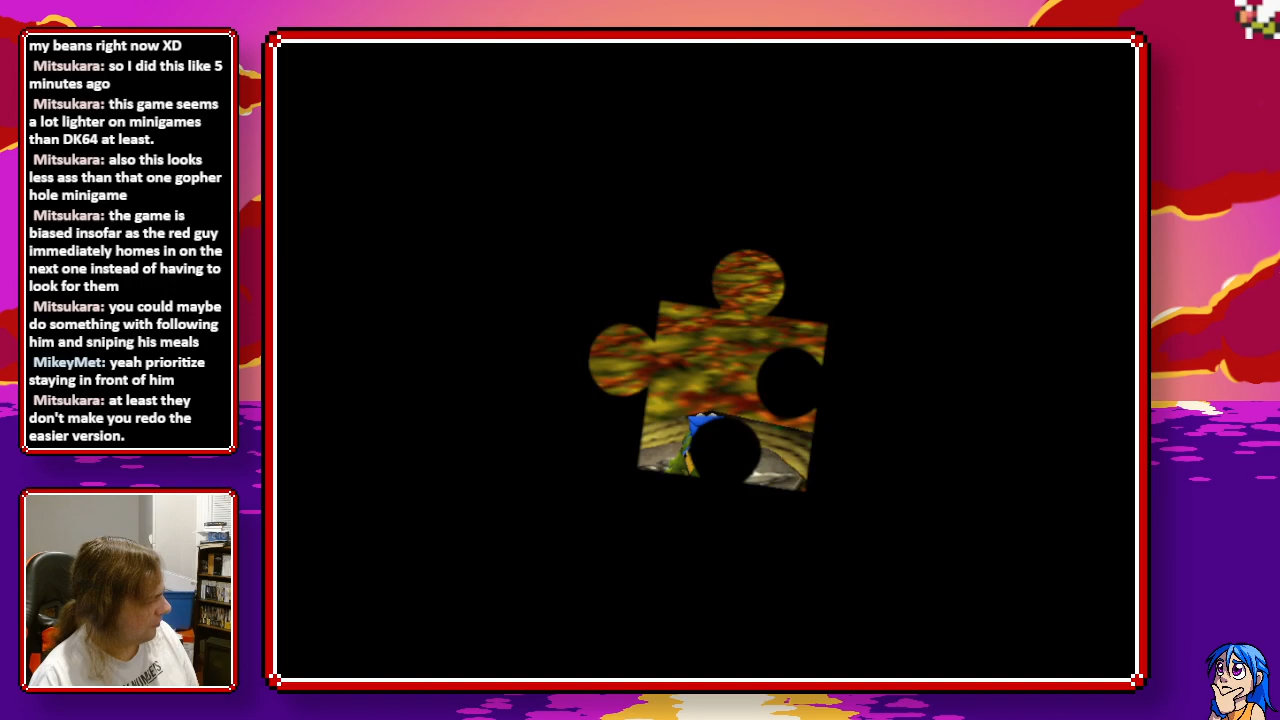 my beans right now XD
Mitsukara: so I did this like 5
minutes ago
Mitsukara: this game seems
a lot lighter on minigames
than DK64 at least.
Mitsukara: also this looks
less ass than that one gopher
hole minigame
Mitsukara: the game is
biased insofar as the red guy
immediately homes in on the
next one instead of having to
look for them
Mitsukara: you could maybe
do something with following
him and sniping his meals
MikeyMet: yeah prioritize
staying in front of him
Mitsukara: at least they
don't make you redo the
easier version.